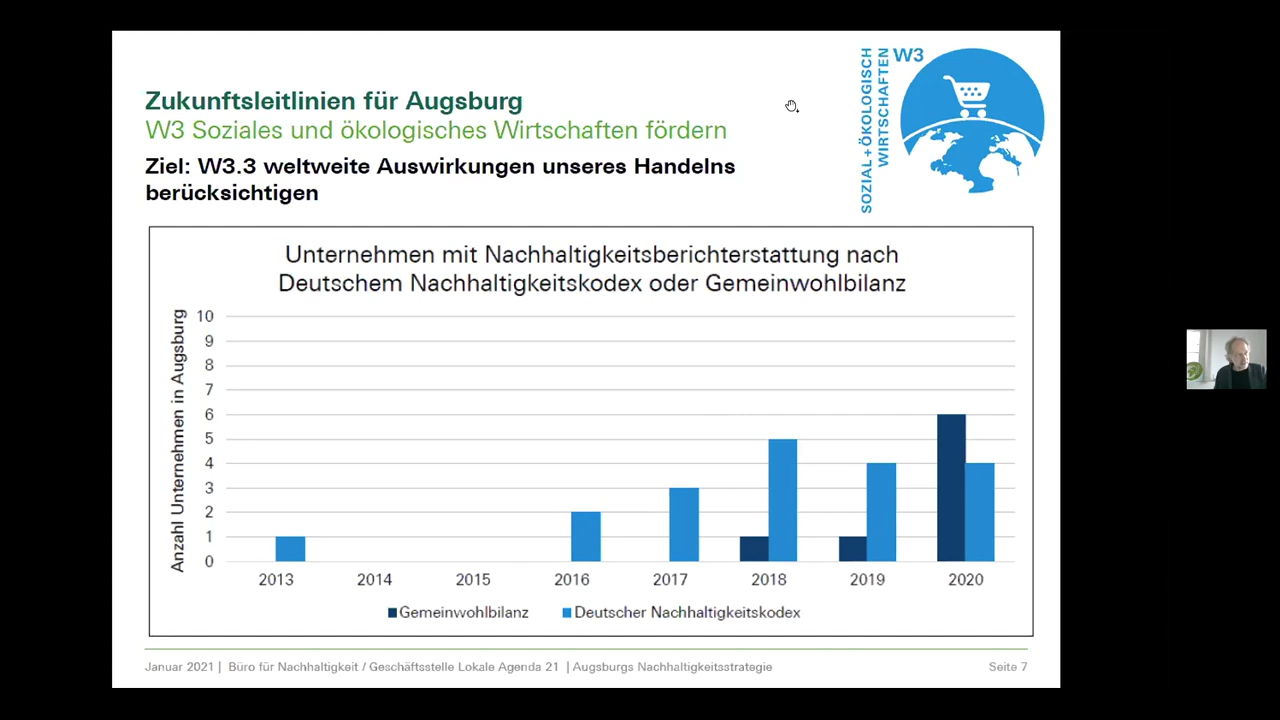 Zukunftsleitlinien für Augsburg
W3 Soziales und ökologisches Wirtschaften fördern
Ziel: W3.3 weltweite Auswirkungen unseres Handelns
berücksichtigen
SOZIAL + ÖKOLOGISCH
WIRTSCHAFTEN
W3
Unternehmen mit Nachhaltigkeitsberichterstattung nach
Deutschem Nachhaltigkeitskodex oder Gemeinwohlbilanz
Anzahl Unternehmen in Augsburg
10
9
8
7
6
5
4
3
2
1
0
2013 2014 2015 2016 2017 2018 2019 2020
Gemeinwohlbilanz Deutscher Nachhaltigkeitskodex
Januar 2021 | Büro für Nachhaltigkeit / Geschäftsstelle Lokale Agenda 21 | Augsburgs Nachhaltigkeitsstrategie Seite 7